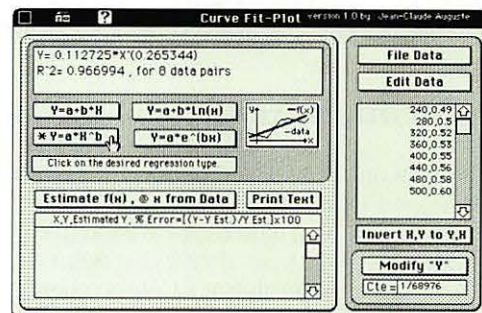 ?
Curve Fit-Plot version 1.0 by: Jean-Claude Auguste
Y= 0.112725*X^(0.265344)
R^2= 0.966994 , for 8 data pairs
Y=a+b*X
Y=a+b*Ln(X)
* Y=a*X^b
Y=a*e^(bX)
Y
f(x)
data
X
Click on the desired regression type.
Estimate f(X) , @ X from Data
Print Text
X,Y,Estimated Y, % Error=[(Y-Y Est.)/Y Est.]x100
File Data
Edit Data
240,0.49
280,0.5
320,0.52
360,0.53
400,0.55
440,0.56
480,0.58
500,0.60
Invert X,Y to Y,X
Modify "Y"
Cte = 1/68976